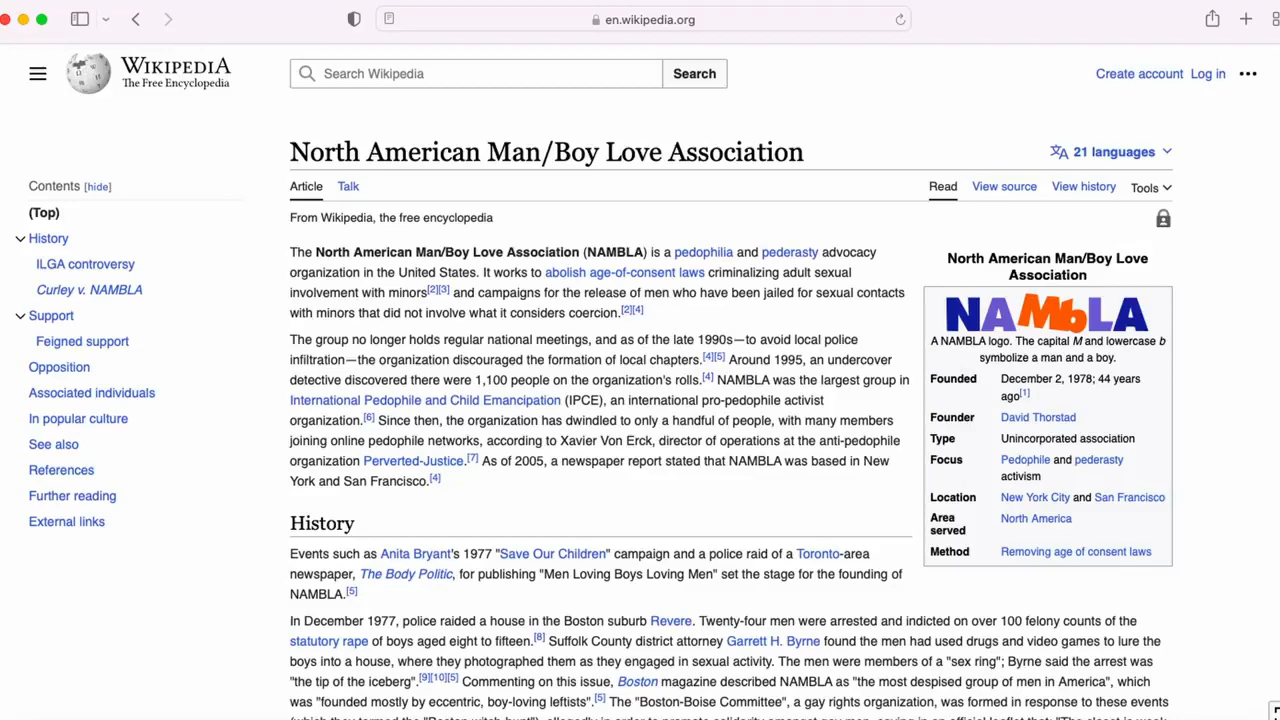 en.wikipedia.org
WIKIPEDIA
The Free Encyclopedia
Search Wikipedia
Search
Create account Log in
North American Man/Boy Love Association
21 languages
Contents [hide]
(Top)
History
ILGA controversy
Curley v. NAMBLA
Support
Feigned support
Opposition
Associated individuals
In popular culture
See also
References
Further reading
External links
Article Talk
Read View source View history Tools
From Wikipedia, the free encyclopedia
The North American Man/Boy Love Association (NAMBLA) is a pedophilia and pederasty advocacy
organization in the United States. It works to abolish age-of-consent laws criminalizing adult sexual
involvement with minors[2][3] and campaigns for the release of men who have been jailed for sexual contacts
with minors that did not involve what it considers coercion.[2][4]
The group no longer holds regular national meetings, and as of the late 1990s—to avoid local police
infiltration—the organization discouraged the formation of local chapters.[4][5] Around 1995, an undercover
detective discovered there were 1,100 people on the organization's rolls.[4] NAMBLA was the largest group in
International Pedophile and Child Emancipation (IPCE), an international pro-pedophile activist
organization.[6] Since then, the organization has dwindled to only a handful of people, with many members
joining online pedophile networks, according to Xavier Von Erck, director of operations at the anti-pedophile
organization Perverted-Justice.[7] As of 2005, a newspaper report stated that NAMBLA was based in New
York and San Francisco.[4]
North American Man/Boy Love
Association
NAMbLA
A NAMBLA logo. The capital M and lowercase b
symbolize a man and a boy.
Founded December 2, 1978; 44 years
ago[1]
Founder David Thorstad
Type Unincorporated association
Focus Pedophile and pederasty
activism
Location New York City and San Francisco
Area North America
served
Method Removing age of consent laws
History
Events such as Anita Bryant's 1977 "Save Our Children" campaign and a police raid of a Toronto-area
newspaper, The Body Politic, for publishing "Men Loving Boys Loving Men" set the stage for the founding of
NAMBLA.[5]
In December 1977, police raided a house in the Boston suburb Revere. Twenty-four men were arrested and indicted on over 100 felony counts of the
statutory rape of boys aged eight to fifteen.[8] Suffolk County district attorney Garrett H. Byrne found the men had used drugs and video games to lure the
boys into a house, where they photographed them as they engaged in sexual activity. The men were members of a "sex ring"; Byrne said the arrest was
"the tip of the iceberg".[9][10][5] Commenting on this issue, Boston magazine described NAMBLA as "the most despised group of men in America", which
was "founded mostly by eccentric, boy-loving leftists".[5] The "Boston-Boise Committee", a gay rights organization, was formed in response to these events